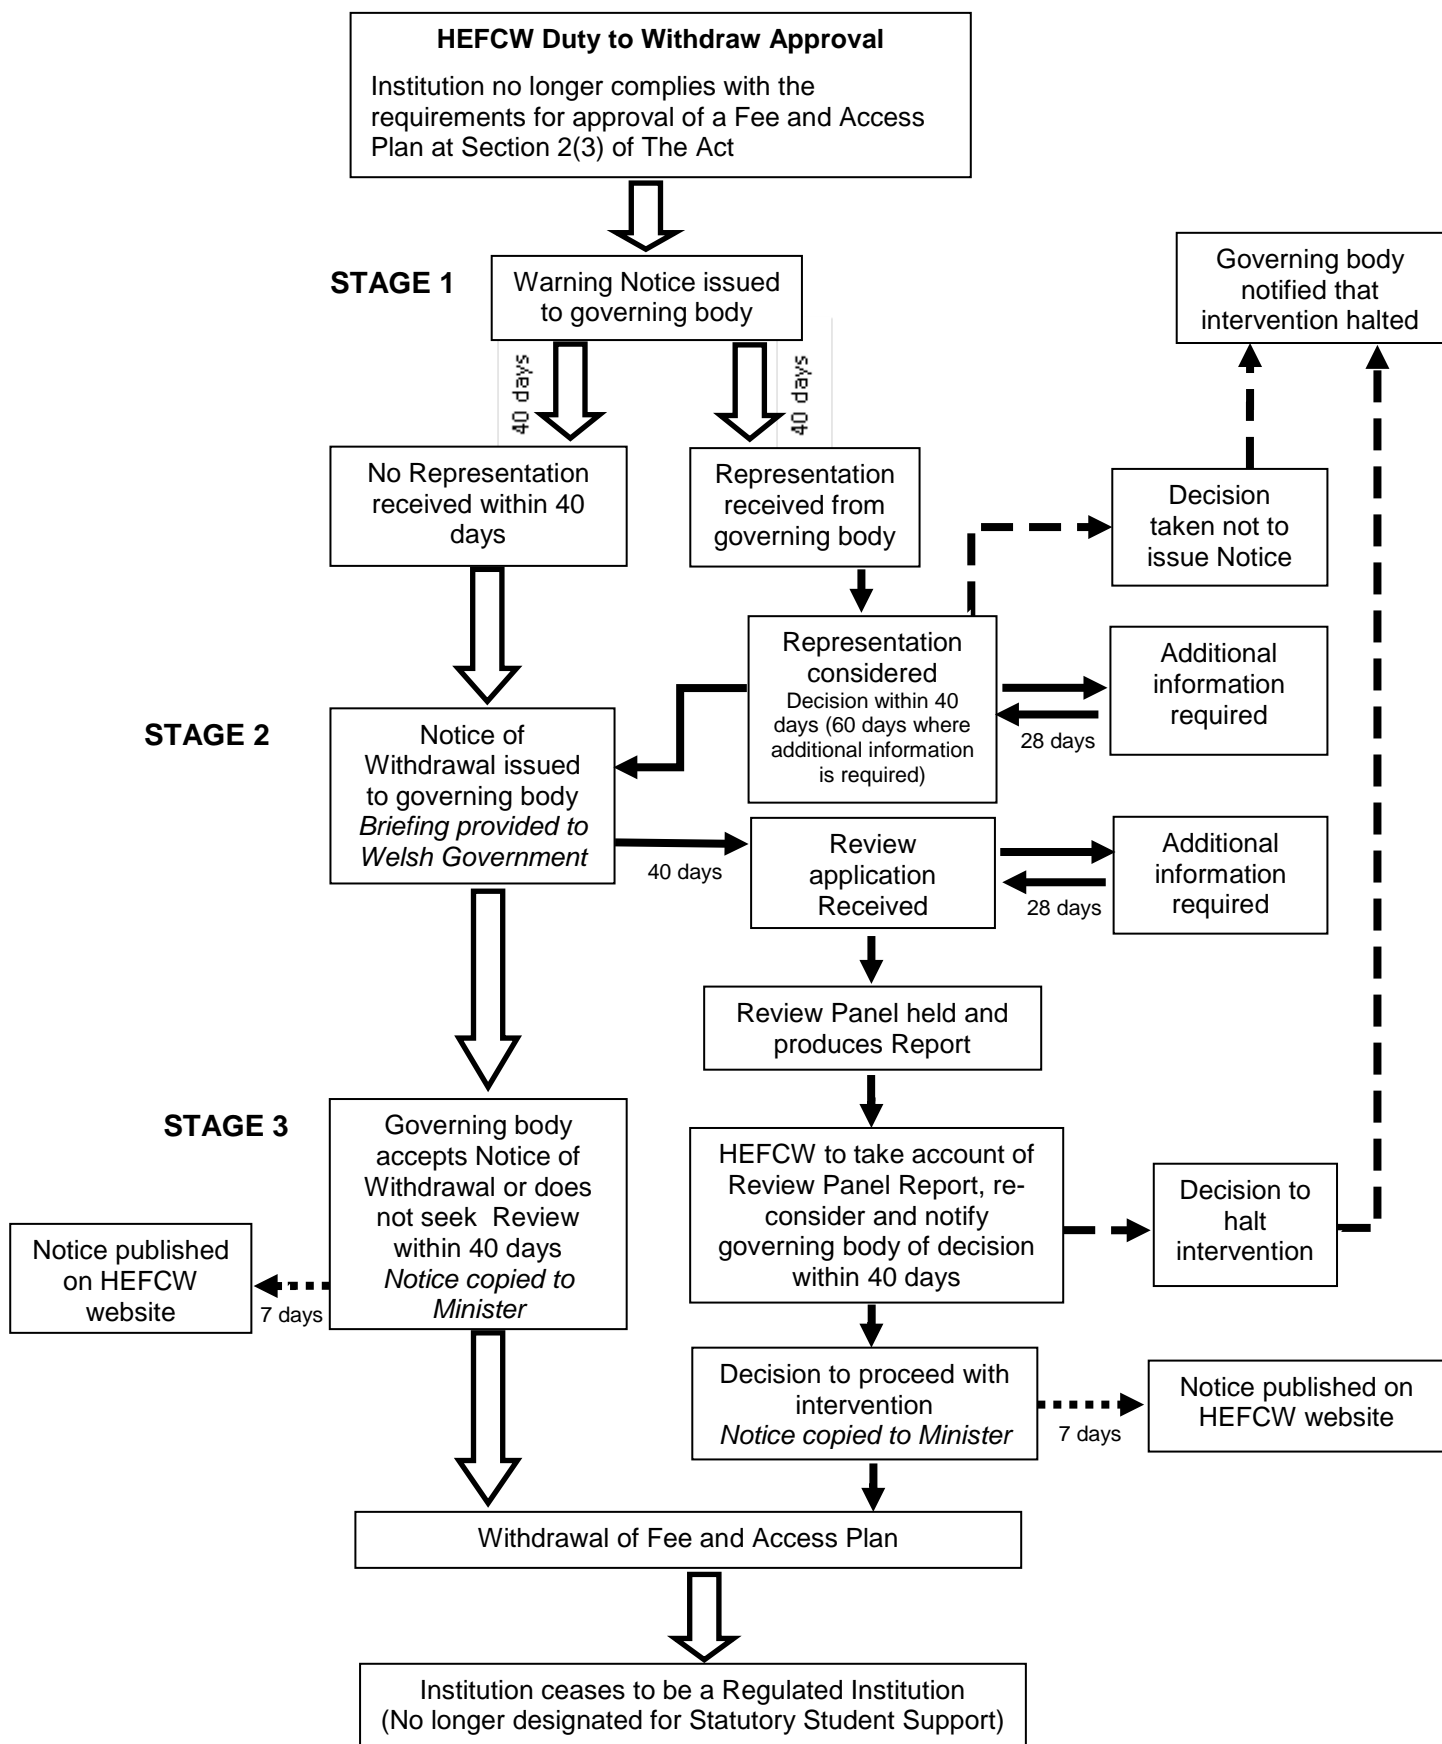 HEFCW Duty to Withdraw Approval
Institution no longer complies with the
requirements for approval of a Fee and Access
Plan at Section 2(3) of The Act
STAGE 1
Warning Notice issued
to governing body
Governing body
notified that
intervention halted
40 days
40 days
No Representation
received within 40
days
Representation
received from
governing body
Decision
taken not to
issue Notice
Representation
considered
Decision within 40
days (60 days where
additional information
is required)
28 days
Additional
information
required
STAGE 2
Notice of
Withdrawal issued
to governing body
Briefing provided to
Welsh Government
40 days
Review
application
Received
28 days
Additional
information
required
Review Panel held and
produces Report
STAGE 3
Governing body
accepts Notice of
Withdrawal or does
not seek Review
within 40 days
Notice copied to
Minister
HEFCW to take account of
Review Panel Report, re-
consider and notify
governing body of decision
within 40 days
Decision to
halt
intervention
Notice published
on HEFCW
website
7 days
Decision to proceed with
intervention
Notice copied to Minister
7 days
Notice published on
HEFCW website
Withdrawal of Fee and Access Plan
Institution ceases to be a Regulated Institution
(No longer designated for Statutory Student Support)